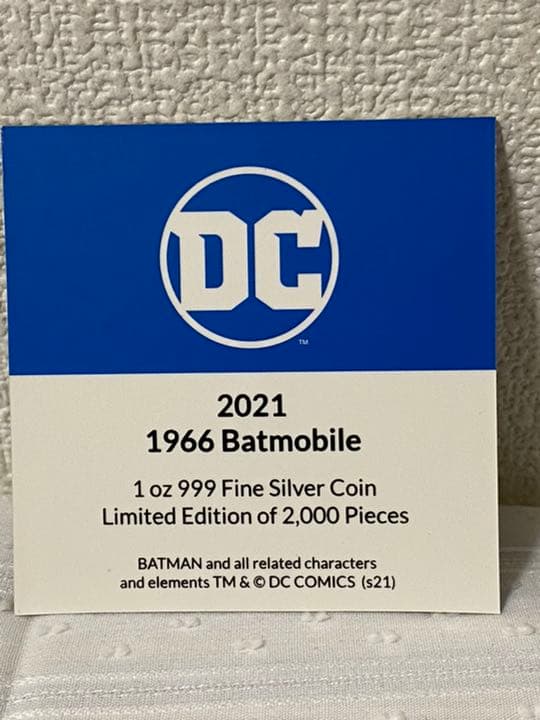 DC
TM
2021
1966 Batmobile
1 oz 999 Fine Silver Coin
Limited Edition of 2,000 Pieces
BATMAN and all related characters
and elements TM & © DC COMICS (s21)